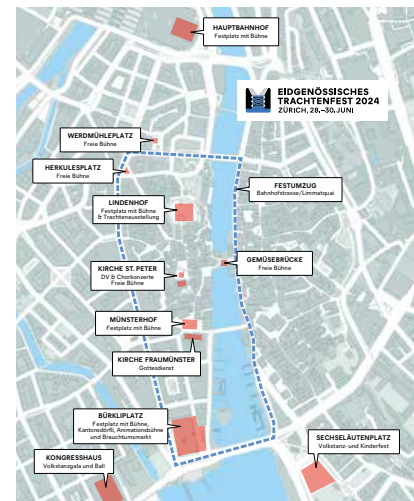 HAUPTBAHNHOF
Festplatz mit Bühne
EIDGENÖSSISCHES
TRACHTENFEST 2024
ZÜRICH, 28.–30. JUNI
WERDMÜHLEPLATZ
Freie Bühne
HERKULESPLATZ
Freie Bühne
FESTUMZUG
Bahnhofstrasse/Limmatquai
LINDENHOF
Festplatz mit Bühne
& Trachtenausstellung
GEMÜSEBRÜCKE
Freie Bühne
KIRCHE ST. PETER
DV & Chorkonzerte
Freie Bühne
MÜNSTERHOF
Festplatz mit Bühne
KIRCHE FRAUMÜNSTER
Gottesdienst
BÜRKLIPLATZ
Festplatz mit Bühne,
Kantonsdörfli, Animationsbühne
und Brauchtumsmarkt
SECHSELÄUTENPLATZ
Volkstanz- und Kinderfest
KONGRESSHAUS
Volkstanzgala und Ball